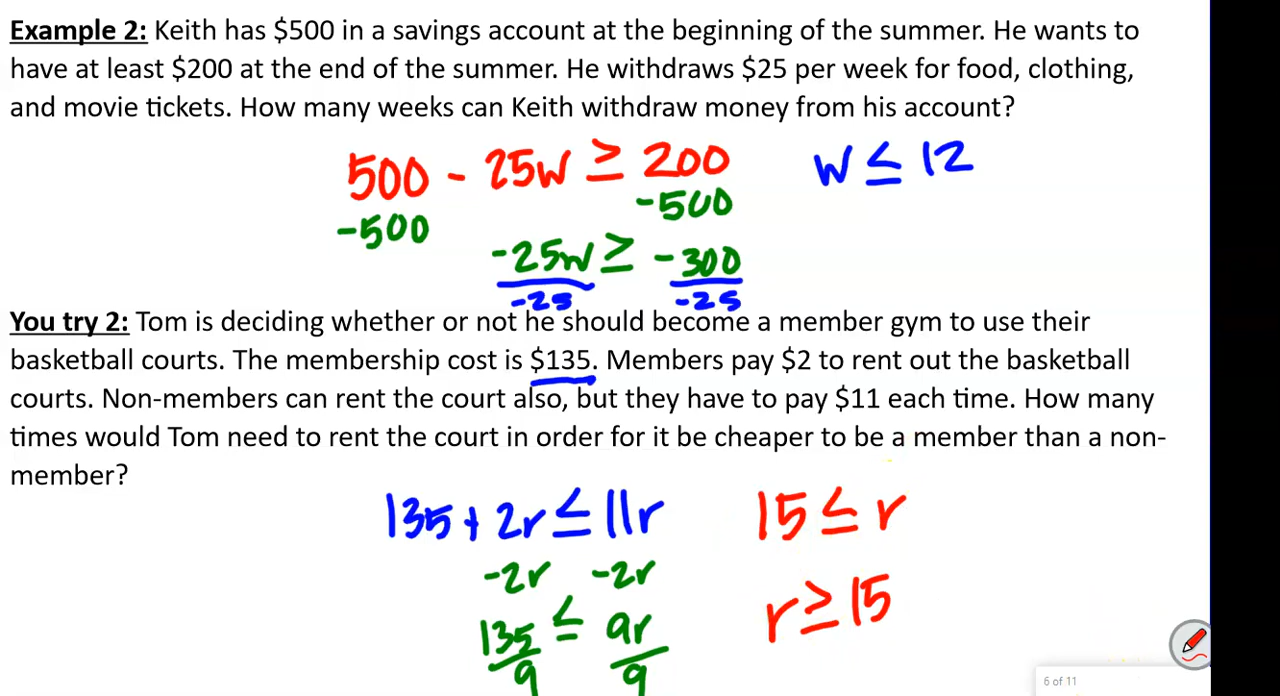 Example 2: Keith has $500 in a savings account at the beginning of the summer. He wants to
have at least $200 at the end of the summer. He withdraws $25 per week for food, clothing,
and movie tickets. How many weeks can Keith withdraw money from his account?
500 - 25w ≥ 200
w ≤ 12
-500
-500
-25w ≥ -300
-25
-25
You try 2: Tom is deciding whether or not he should become a member gym to use their
basketball courts. The membership cost is $135. Members pay $2 to rent out the basketball
courts. Non-members can rent the court also, but they have to pay $11 each time. How many
times would Tom need to rent the court in order for it be cheaper to be a member than a non-
member?
135 + 2r ≤ 11r
15 ≤ r
-2r -2r
135 ≤ 9r
9 9
r ≥ 15
6 of 11